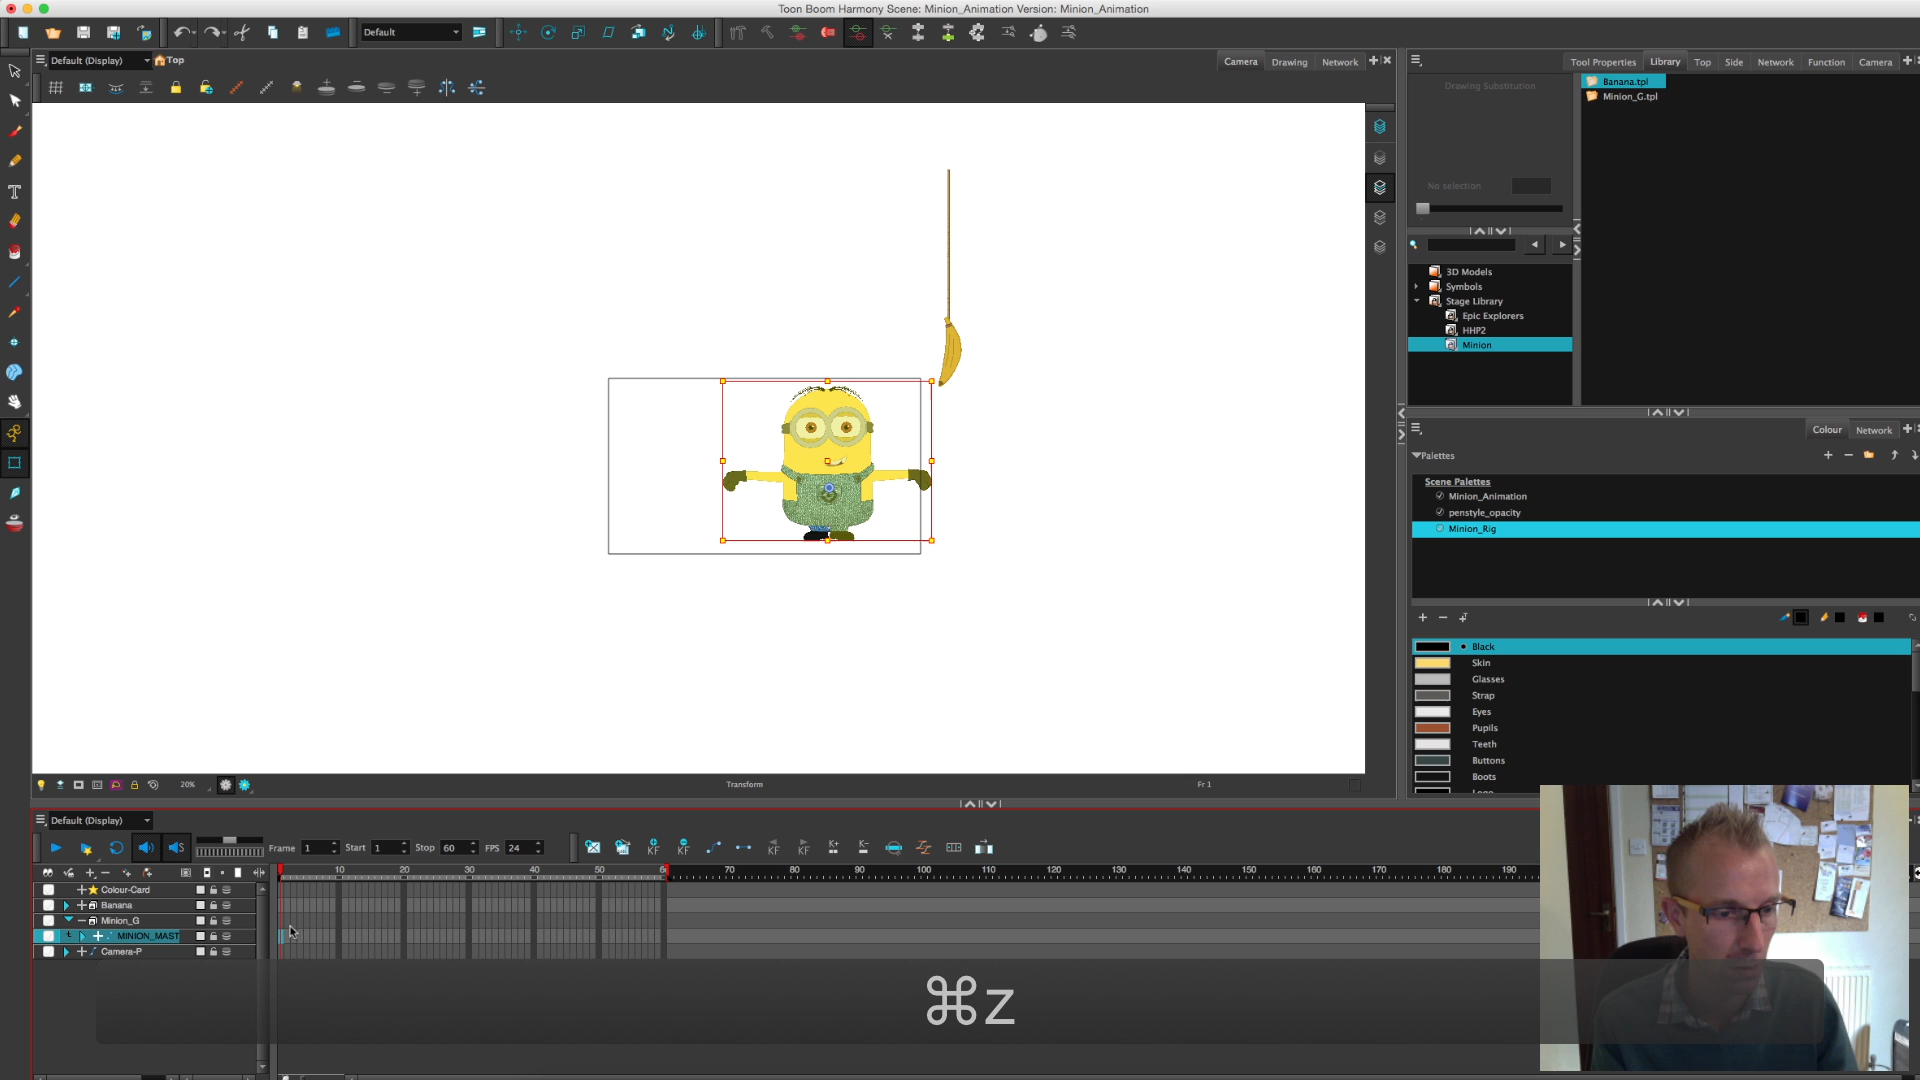 Toon Boom Harmony Scene: Minion_Animation Version: Minion_Animation
Default
Default (Display)
Top
Camera
Drawing
Network
Tool Properties
Library
Top
Side
Network
Function
Camera
Drawing Substitution
Banana.tpl
Minion_G.tpl
No selection
3D Models
Symbols
Stage Library
Epic Explorers
HHP2
Minion
Colour
Network
Palettes
Scene Palettes
Minion_Animation
penstyle_opacity
Minion_Rig
Black
Skin
Glasses
Strap
Eyes
Pupils
Teeth
Buttons
Boots
20%
Transform
Fr 1
Default (Display)
Frame 1 Start 1 Stop 60 FPS 24
KF KF KF KF
10 20 30 40 50 70 80 90 100 110 120 130 140 150 160 170 180 190
Colour-Card
Banana
Minion_G
MINION_MAST
Camera-P
⌘Z